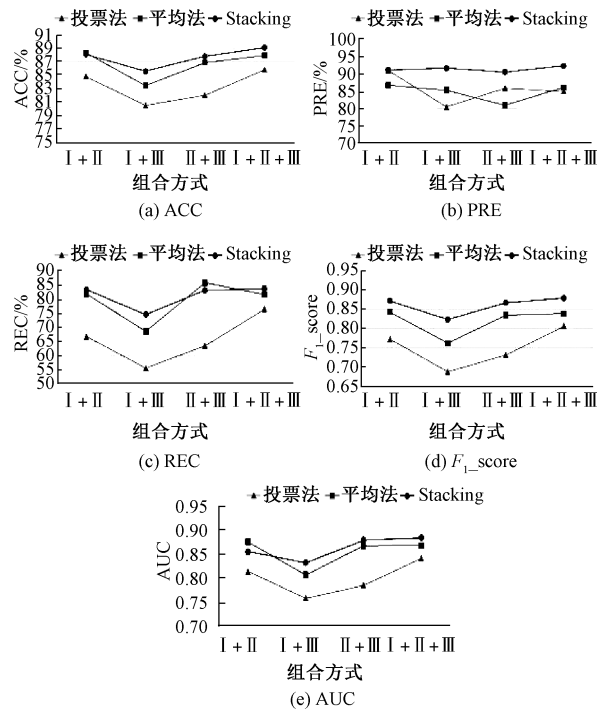 投票法 平均法 Stacking
91
89
87
85
83
81
79
77
75
ACC/%
Ⅰ+Ⅱ Ⅰ+Ⅲ Ⅱ+Ⅲ Ⅰ+Ⅱ+Ⅲ
组合方式
(a) ACC
投票法 平均法 Stacking
100
95
90
85
80
75
70
PRE/%
Ⅰ+Ⅱ Ⅰ+Ⅲ Ⅱ+Ⅲ Ⅰ+Ⅱ+Ⅲ
组合方式
(b) PRE
投票法 平均法 Stacking
90
85
80
75
70
65
60
55
50
REC/%
Ⅰ+Ⅱ Ⅰ+Ⅲ Ⅱ+Ⅲ Ⅰ+Ⅱ+Ⅲ
组合方式
(c) REC
投票法 平均法 Stacking
0.95
0.90
0.85
0.80
0.75
0.70
0.65
F1_score
Ⅰ+Ⅱ Ⅰ+Ⅲ Ⅱ+Ⅲ Ⅰ+Ⅱ+Ⅲ
组合方式
(d) F1_score
投票法 平均法 Stacking
0.95
0.90
0.85
0.80
0.75
0.70
AUC
Ⅰ+Ⅱ Ⅰ+Ⅲ Ⅱ+Ⅲ Ⅰ+Ⅱ+Ⅲ
组合方式
(e) AUC